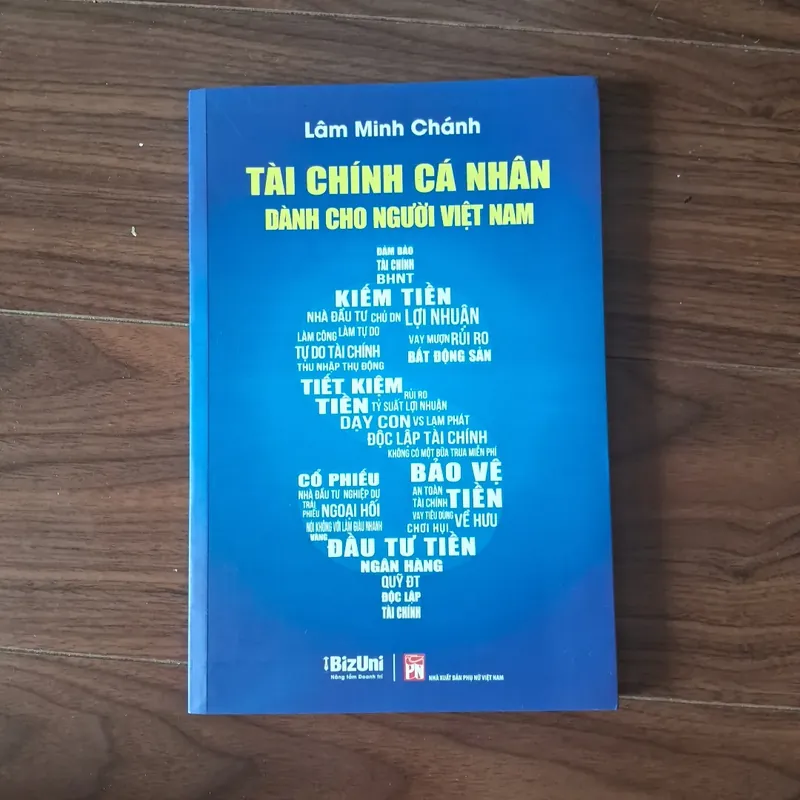 Lâm Minh Chánh
TÀI CHÍNH CÁ NHÂN
DÀNH CHO NGƯỜI VIỆT NAM
ĐẢM BẢO
TÀI CHÍNH
BHNT
KIẾM TIỀN
NHÀ ĐẦU TƯ CHỦ DN LỢI NHUẬN
LÀM CÔNG LÀM TỰ DO VAY MƯỢN RỦI RO
TỰ DO TÀI CHÍNH BẤT ĐỘNG SẢN
THU NHẬP THỤ ĐỘNG
TIẾT KIỆM RỦI RO
TIỀN TỶ SUẤT LỢI NHUẬN
DẠY CON VS LẠM PHÁT
ĐỘC LẬP TÀI CHÍNH
KHÔNG CÓ MỘT BỮA TRƯA MIỄN PHÍ
CỔ PHIẾU BẢO VỆ
NHÀ ĐẦU TƯ NGHIỆP DƯ AN TOÀN TIỀN
TRÁI PHIẾU NGOẠI HỐI TÀI CHÍNH
VAY TIÊU DÙNG VỀ HƯU
NÓI KHÔNG VỚI LÀM GIÀU NHANH CHƠI HỤI
VÀNG
ĐẦU TƯ TIỀN
NGÂN HÀNG
QUỸ ĐT
ĐỘC LẬP
TÀI CHÍNH
BizUni
Nâng tầm Doanh trí
PN
NHÀ XUẤT BẢN PHỤ NỮ VIỆT NAM